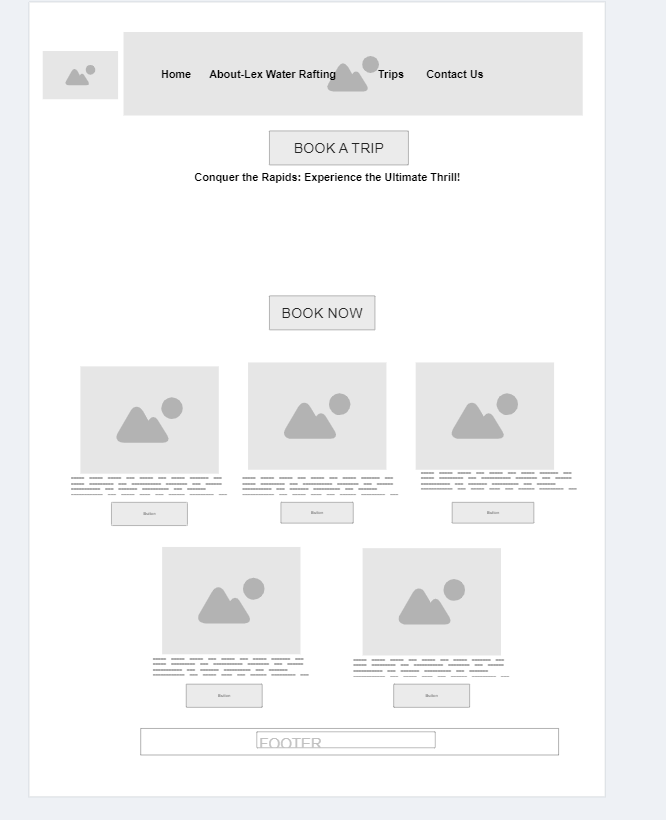 Home About-Lex Water Rafting Trips Contact Us
BOOK A TRIP
Conquer the Rapids: Experience the Ultimate Thrill!
BOOK NOW
Button Button Button
Button Button
FOOTER